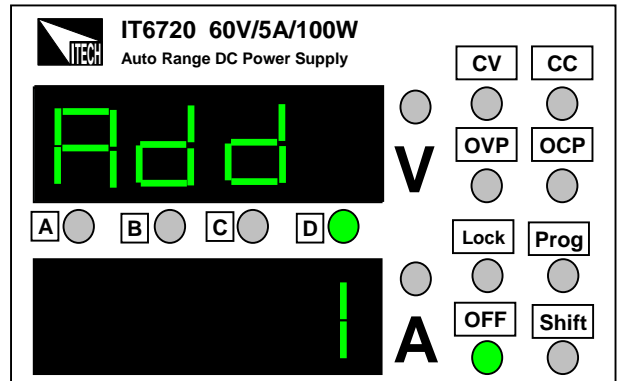 ITECH
IT6720 60V/5A/100W
Auto Range DC Power Supply
CV CC
Add
V
OVP OCP
A B C D
Lock Prog
1
A
OFF Shift